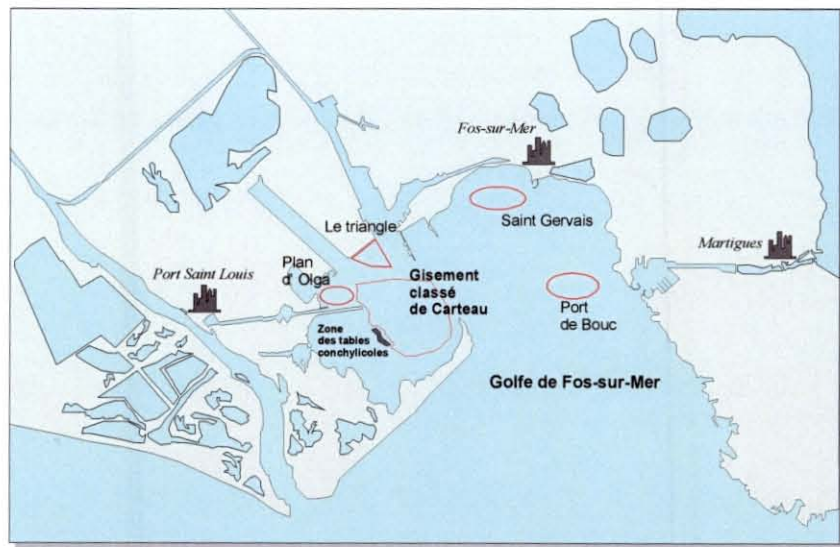 Fos-sur-Mer
Le triangle
Saint Gervais
Martigues
Plan
d' Olga
Port Saint Louis
Gisement
classé
de Carteau
Port
de Bouc
Zone
des tables
conchylicoles
Golfe de Fos-sur-Mer